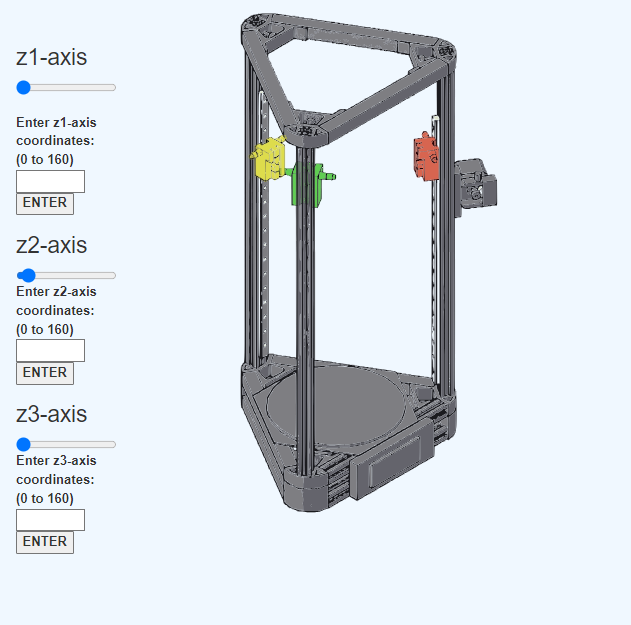 z1-axis
Enter z1-axis
coordinates:
(0 to 160)
ENTER
z2-axis
Enter z2-axis
coordinates:
(0 to 160)
ENTER
z3-axis
Enter z3-axis
coordinates:
(0 to 160)
ENTER